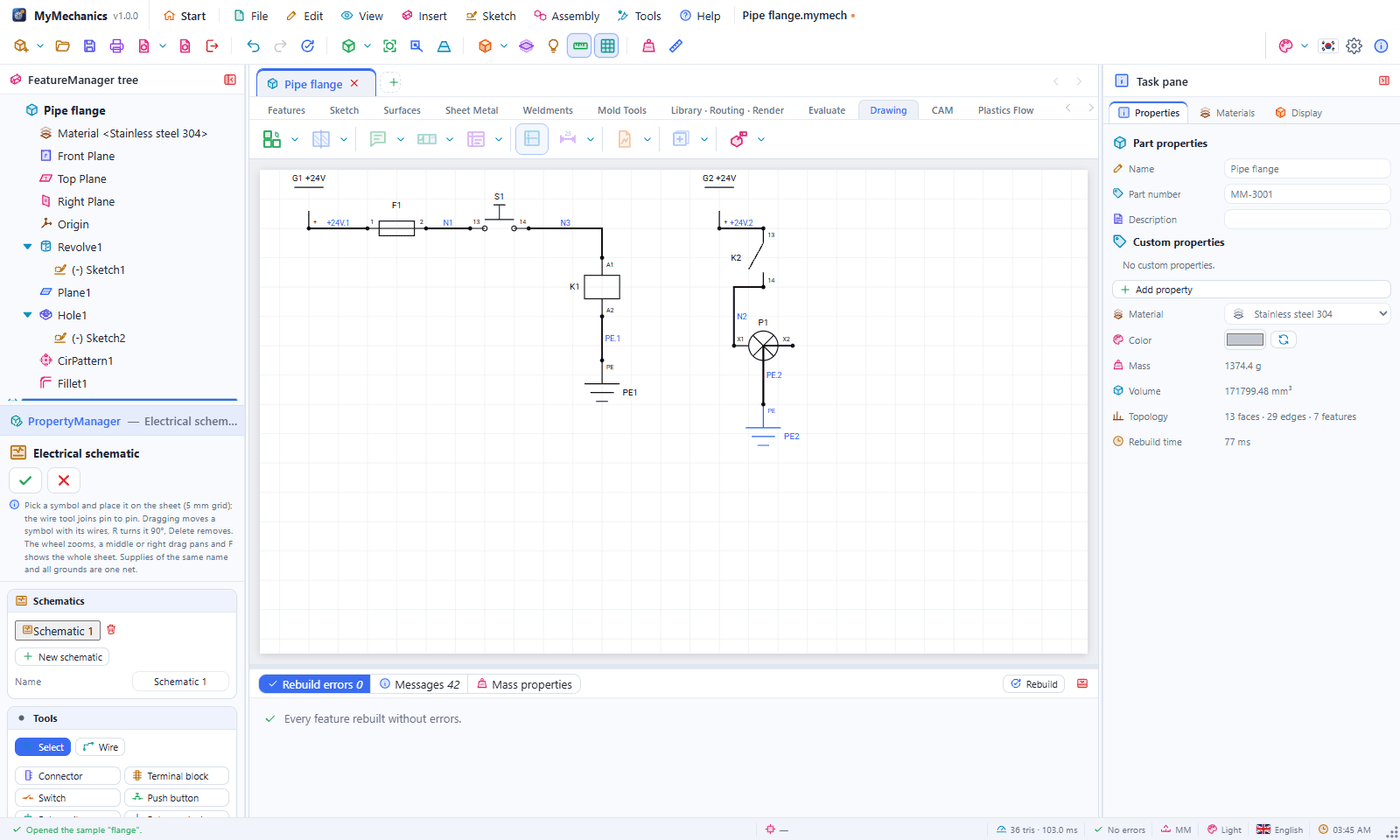 MyMechanics v1.0.0
Start File Edit View Insert Sketch Assembly Tools Help Pipe flange.mymech
FeatureManager tree
Pipe flange
Material <Stainless steel 304>
Front Plane
Top Plane
Right Plane
Origin
Revolve1
(-) Sketch1
Plane1
Hole1
(-) Sketch2
CirPattern1
Fillet1
PropertyManager — Electrical schem...
Electrical schematic
Pick a symbol and place it on the sheet (5 mm grid);
the wire tool joins pin to pin. Dragging moves a
symbol with its wires, R turns it 90°, Delete removes.
The wheel zooms, a middle or right drag pans and F
shows the whole sheet. Supplies of the same name
and all grounds are one net.
Schematics
Schematic 1
New schematic
Name Schematic 1
Tools
Select Wire
Connector Terminal block
Switch Push button
Pipe flange
Features Sketch Surfaces Sheet Metal Weldments Mold Tools Library · Routing · Render Evaluate Drawing CAM Plastics Flow
G1 +24V
+ +24V.1
1 F1 2
N1
13 S1 14
N3
A1
K1
A2
PE.1
PE
PE1
G2 +24V
+ +24V.2
13
K2
14
N2
P1
X1 X2
PE.2
PE
PE2
Rebuild errors 0 Messages 42 Mass properties Rebuild
Every feature rebuilt without errors.
Task pane
Properties Materials Display
Part properties
Name Pipe flange
Part number MM-3001
Description
Custom properties
No custom properties.
Add property
Material Stainless steel 304
Color
Mass 1374.4 g
Volume 171799.48 mm³
Topology 13 faces · 29 edges · 7 features
Rebuild time 77 ms
Opened the sample "flange". — 36 tris · 103.0 ms No errors MM Light English 03:45 AM